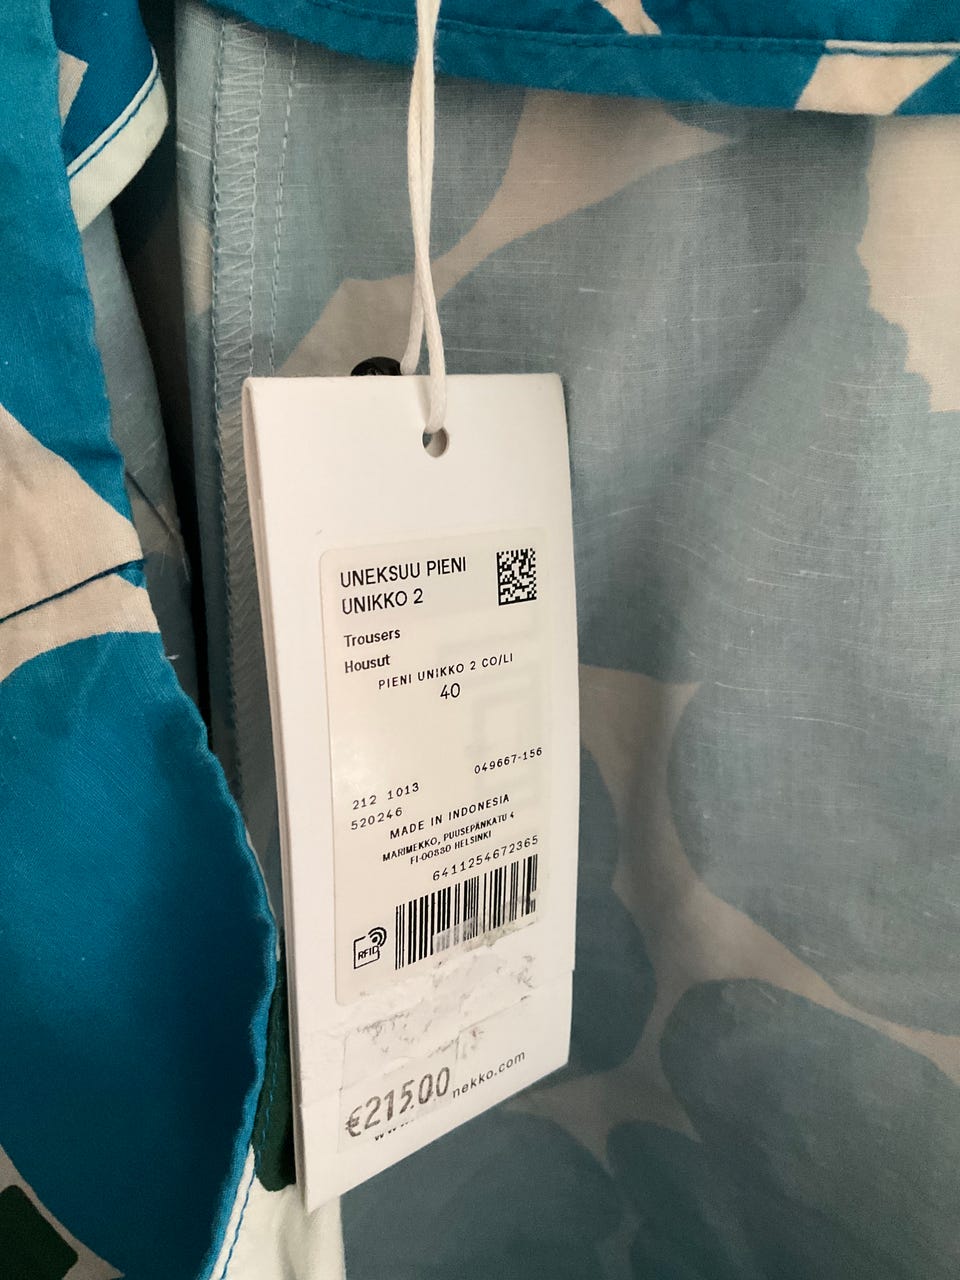 UNEKSUU PIENI
UNIKKO 2
Trousers
Housut
PIENI UNIKKO 2 CO/LI
40
049667-156
212 1013
520246
MADE IN INDONESIA
MARIMEKKO, PUUSEPÄNKATU 4
FI-00880 HELSINKI
6411254672365
RFID
€215.00
nekko.com